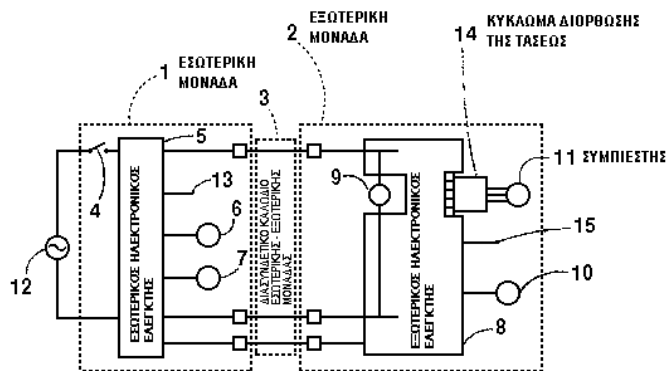 1 ΕΣΩΤΕΡΙΚΗ
ΜΟΝΑΔΑ
2 ΕΞΩΤΕΡΙΚΗ
ΜΟΝΑΔΑ
14 ΚΥΚΛΩΜΑ ΔΙΟΡΘΩΣΗΣ
ΤΗΣ ΤΑΣΕΩΣ
3
5
4
13
6
7
12
9
11 ΣΥΜΠΙΕΣΤΗΣ
15
10
8
ΕΣΩΤΕΡΙΚΟΣ ΗΛΕΚΤΡΟΝΙΚΟΣ
ΕΛΕΓΚΤΗΣ
ΔΙΑΣΥΝΔΕΤΙΚΟ ΚΑΛΩΔΙΟ
ΕΣΩΤΕΡΙΚΗΣ - ΕΞΩΤΕΡΙΚΗΣ
ΜΟΝΑΔΑΣ
ΕΞΩΤΕΡΙΚΟΣ ΗΛΕΚΤΡΟΝΙΚΟΣ
ΕΛΕΓΚΤΗΣ